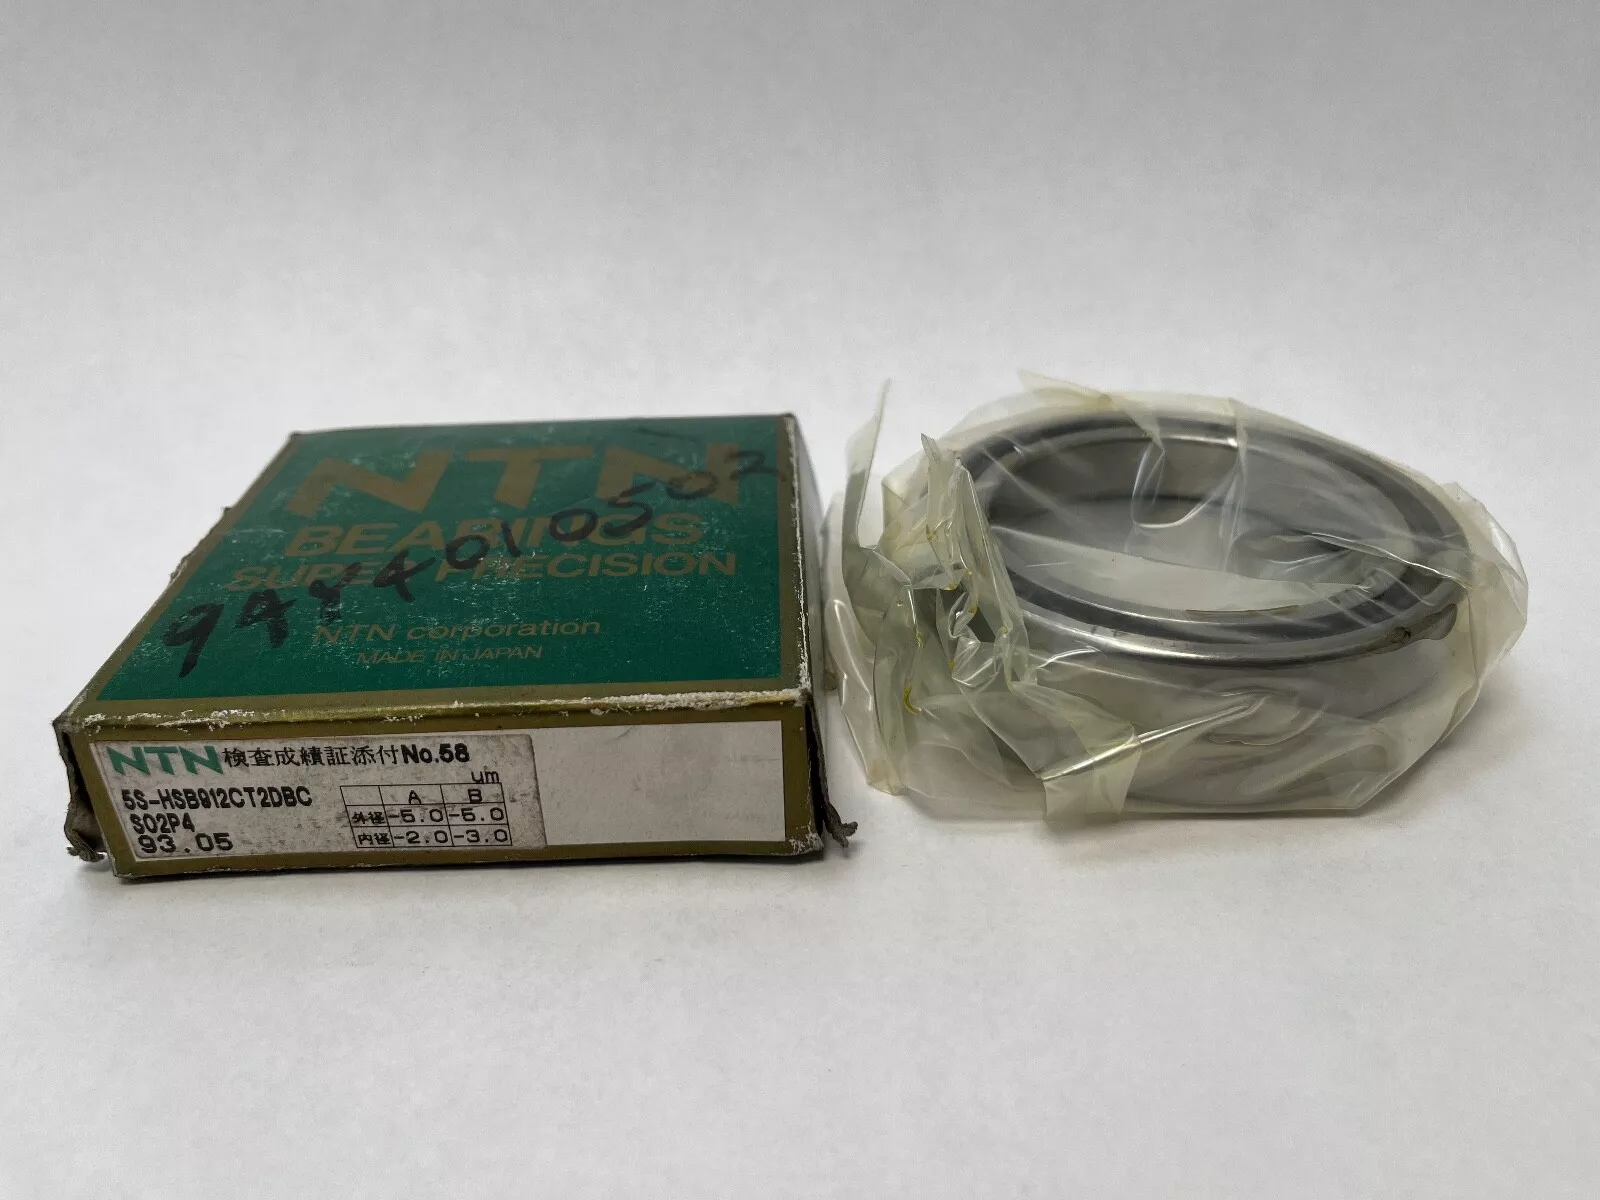 NTN
BEARINGS
SUPER PRECISION
NTN corporation
MADE IN JAPAN
NTN 検査成績証添付 No.58
μm
5S-HSB912CT2DBC
A B
S02P4
外径 -5.0 -5.0
93.05
内径 -2.0 -3.0